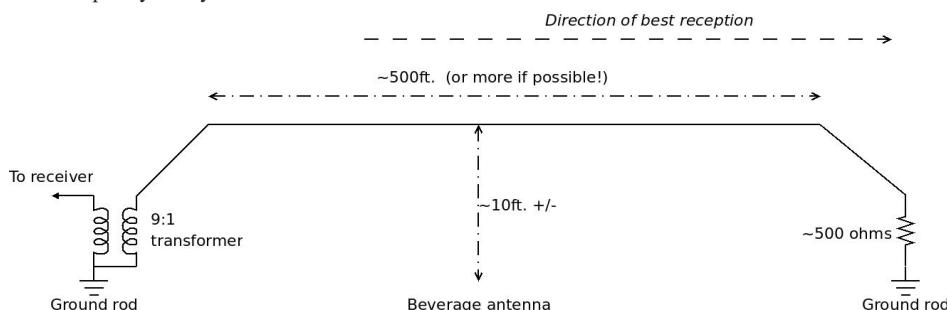 Direction of best reception
~500ft. (or more if possible!)
To receiver
9:1
transformer
~10ft. +/-
~500 ohms
Ground rod
Beverage antenna
Ground rod